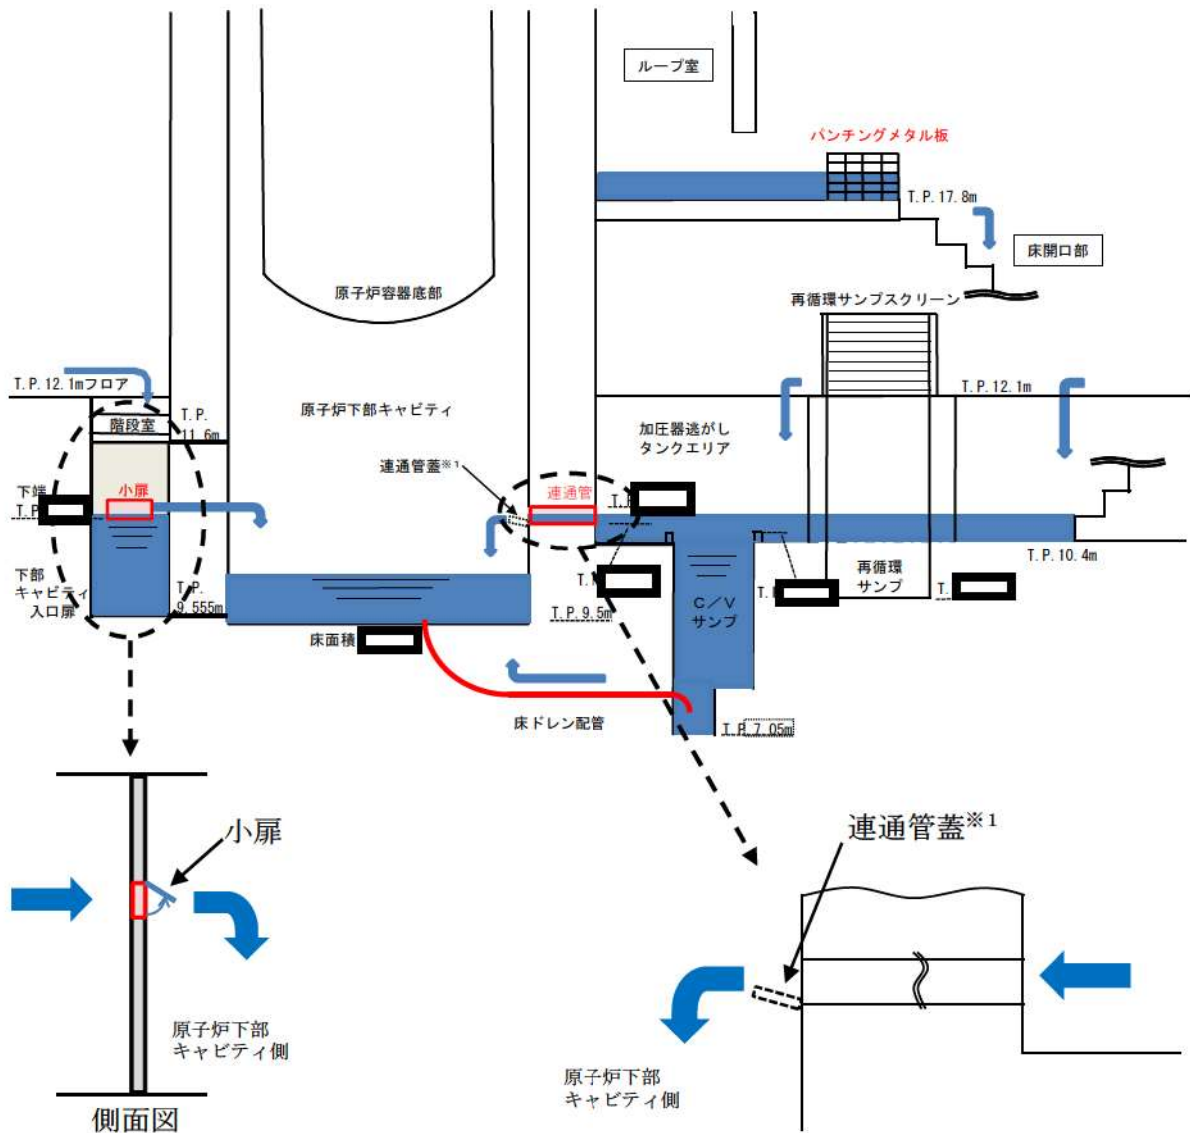 ループ室
パンチングメタル板
T.P.17.8m
床開口部
原子炉容器底部
再循環サンプスクリーン
T.P.12.1mフロア
T.P.12.1m
階段室
T.P.
11.6m
原子炉下部キャビティ
加圧器逃がし
タンクエリア
連通管蓋※1
下端
T.P
小扉
連通管
T.P
T.P.10.4m
下部
キャビティ
入口扉
T.P.
9.555m
T.
T.P.9.5m
C/V
サンプ
T.
再循環
サンプ
T.
床面積
床ドレン配管
T.P.7.05m
小扉
原子炉下部
キャビティ側
側面図
連通管蓋※1
原子炉下部
キャビティ側